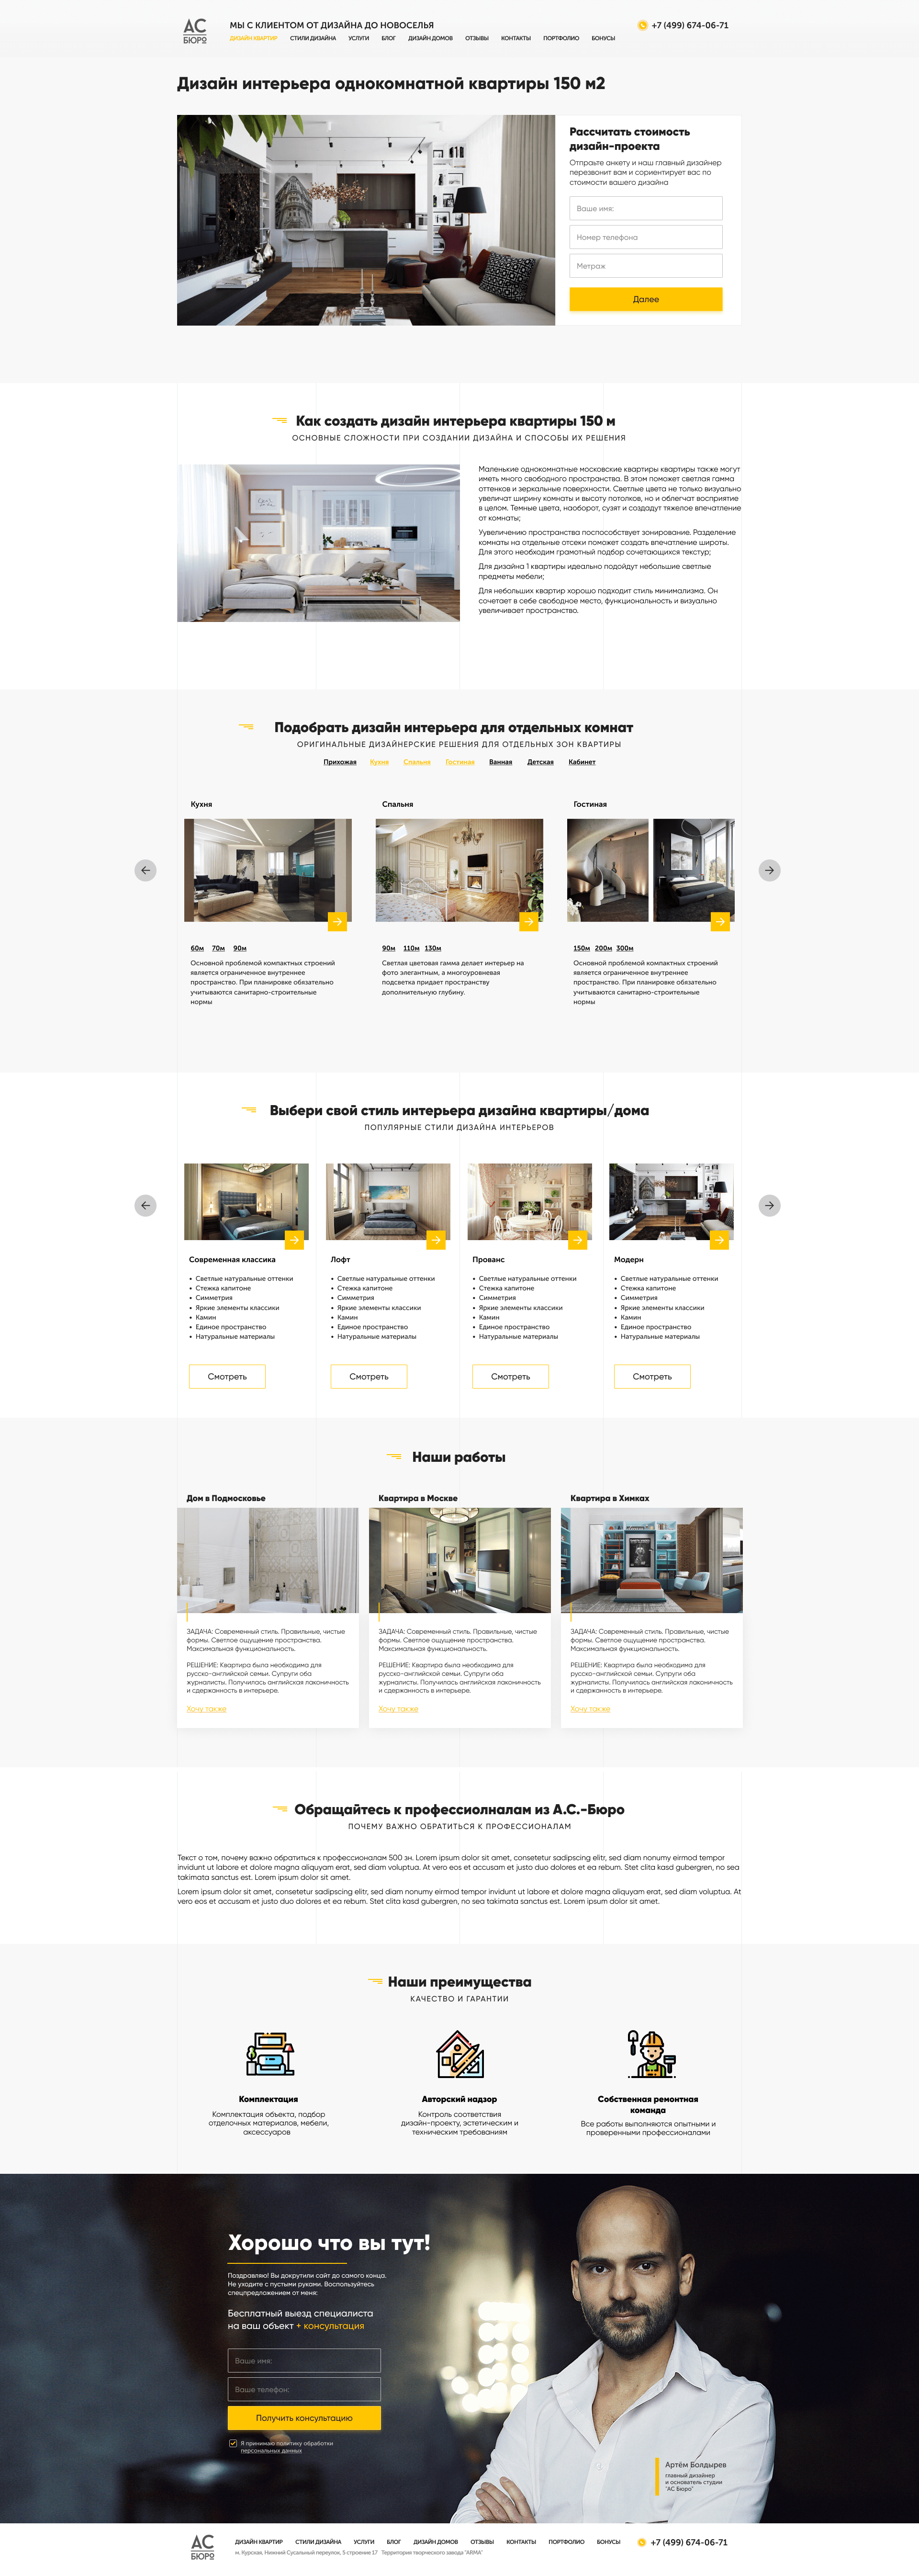 АС
БЮРО
МЫ С КЛИЕНТОМ ОТ ДИЗАЙНА ДО НОВОСЕЛЬЯ
+7 (499) 674-06-71
ДИЗАЙН КВАРТИР СТИЛИ ДИЗАЙНА УСЛУГИ БЛОГ ДИЗАЙН ДОМОВ ОТЗЫВЫ КОНТАКТЫ ПОРТФОЛИО БОНУСЫ
Дизайн интерьера однокомнатной квартиры 150 м2
Рассчитать стоимость
дизайн-проекта
Отправьте анкету и наш главный дизайнер
перезвонит вам и сориентирует вас по
стоимости вашего дизайна
Ваше имя:
Номер телефона
Метраж
Далее
Как создать дизайн интерьера квартиры 150 м
ОСНОВНЫЕ СЛОЖНОСТИ ПРИ СОЗДАНИИ ДИЗАЙНА И СПОСОБЫ ИХ РЕШЕНИЯ
Маленькие однокомнатные московские квартиры квартиры также могут
иметь много свободного пространства. В этом поможет светлая гамма
оттенков и зеркальные поверхности. Светлые цвета не только визуально
увеличат ширину комнаты и высоту потолков, но и облегчат восприятие
в целом. Темные цвета, наоборот, сузят и создадут тяжелое впечатление
от комнаты;
Уувеличению пространства поспособствует зонирование. Разделение
комнаты на отдельные отсеки поможет создать впечатление широты.
Для этого необходим грамотный подбор сочетающихся текстур;
Для дизайна 1 квартиры идеально подойдут небольшие светлые
предметы мебели;
Для небольших квартир хорошо подходит стиль минимализма. Он
сочетает в себе свободное место, функциональность и визуально
увеличивает пространство.
Подобрать дизайн интерьера для отдельных комнат
ОРИГИНАЛЬНЫЕ ДИЗАЙНЕРСКИЕ РЕШЕНИЯ ДЛЯ ОТДЕЛЬНЫХ ЗОН КВАРТИРЫ
Прихожая Кухня Спальня Гостиная Ванная Детская Кабинет
Кухня
60м 70м 90м
Основной проблемой компактных строений
является ограниченное внутреннее
пространство. При планировке обязательно
учитываются санитарно-строительные
нормы
Спальня
90м 110м 130м
Светлая цветовая гамма делает интерьер на
фото элегантным, а многоуровневая
подсветка придает пространству
дополнительную глубину.
Гостиная
150м 200м 300м
Основной проблемой компактных строений
является ограниченное внутреннее
пространство. При планировке обязательно
учитываются санитарно-строительные
нормы
Выбери свой стиль интерьера дизайна квартиры/дома
ПОПУЛЯРНЫЕ СТИЛИ ДИЗАЙНА ИНТЕРЬЕРОВ
Современная классика
• Светлые натуральные оттенки
• Стежка капитоне
• Симметрия
• Яркие элементы классики
• Камин
• Единое пространство
• Натуральные материалы
Смотреть
Лофт
• Светлые натуральные оттенки
• Стежка капитоне
• Симметрия
• Яркие элементы классики
• Камин
• Единое пространство
• Натуральные материалы
Смотреть
Прованс
• Светлые натуральные оттенки
• Стежка капитоне
• Симметрия
• Яркие элементы классики
• Камин
• Единое пространство
• Натуральные материалы
Смотреть
Модерн
• Светлые натуральные оттенки
• Стежка капитоне
• Симметрия
• Яркие элементы классики
• Камин
• Единое пространство
• Натуральные материалы
Смотреть
Наши работы
Дом в Подмосковье
ЗАДАЧА: Современный стиль. Правильные, чистые
формы. Светлое ощущение пространства.
Максимальная функциональность.
РЕШЕНИЕ: Квартира была необходима для
русско-английской семьи. Супруги оба
журналисты. Получилась английская лаконичность
и сдержанность в интерьере.
Хочу также
Квартира в Москве
ЗАДАЧА: Современный стиль. Правильные, чистые
формы. Светлое ощущение пространства.
Максимальная функциональность.
РЕШЕНИЕ: Квартира была необходима для
русско-английской семьи. Супруги оба
журналисты. Получилась английская лаконичность
и сдержанность в интерьере.
Хочу также
Квартира в Химках
ЗАДАЧА: Современный стиль. Правильные, чистые
формы. Светлое ощущение пространства.
Максимальная функциональность.
РЕШЕНИЕ: Квартира была необходима для
русско-английской семьи. Супруги оба
журналисты. Получилась английская лаконичность
и сдержанность в интерьере.
Хочу также
Обращайтесь к профессиолналам из А.С.-Бюро
ПОЧЕМУ ВАЖНО ОБРАТИТЬСЯ К ПРОФЕССИОНАЛАМ
Текст о том, почему важно обратиться к профессионалам 500 зн. Lorem ipsum dolor sit amet, consetetur sadipscing elitr, sed diam nonumy eirmod tempor
invidunt ut labore et dolore magna aliquyam erat, sed diam voluptua. At vero eos et accusam et justo duo dolores et ea rebum. Stet clita kasd gubergren, no sea
takimata sanctus est. Lorem ipsum dolor sit amet.
Lorem ipsum dolor sit amet, consetetur sadipscing elitr, sed diam nonumy eirmod tempor invidunt ut labore et dolore magna aliquyam erat, sed diam voluptua. At
vero eos et accusam et justo duo dolores et ea rebum. Stet clita kasd gubergren, no sea takimata sanctus est. Lorem ipsum dolor sit amet.
Наши преимущества
КАЧЕСТВО И ГАРАНТИИ
Комплектация
Комплектация объекта, подбор
отделочных материалов, мебели,
аксессуаров
Авторский надзор
Контроль соответствия
дизайн-проекту, эстетическим и
техническим требованиям
Собственная ремонтная
команда
Все работы выполняются опытными и
проверенными профессионалами
Хорошо что вы тут!
Поздравляю! Вы докрутили сайт до самого конца.
Не уходите с пустыми руками. Воспользуйтесь
спецпредложением от меня:
Бесплатный выезд специалиста
на ваш объект + консультация
Ваше имя:
Ваше телефон:
Получить консультацию
Я принимаю политику обработки
персональных данных
Артём Болдырев
главный дизайнер
и основатель студии
"АС Бюро"
АС
БЮРО
ДИЗАЙН КВАРТИР СТИЛИ ДИЗАЙНА УСЛУГИ БЛОГ ДИЗАЙН ДОМОВ ОТЗЫВЫ КОНТАКТЫ ПОРТФОЛИО БОНУСЫ
+7 (499) 674-06-71
м. Курская, Нижний Сусальный переулок, 5 строение 17 Территория творческого завода "ARMA"